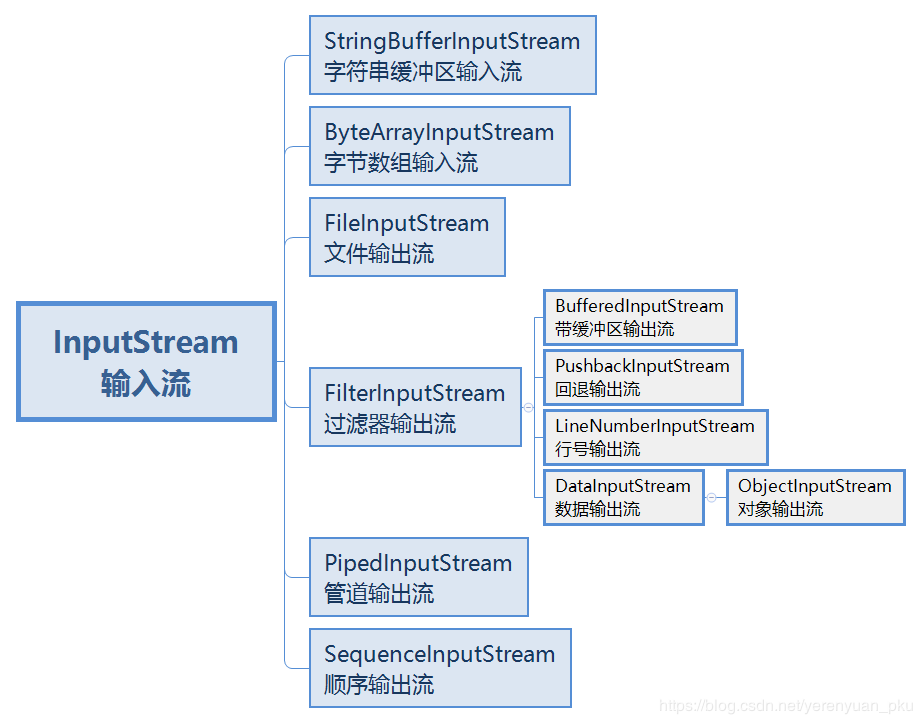 StringBufferInputStream
字符串缓冲区输入流
ByteArrayInputStream
字节数组输入流
FileInputStream
文件输出流
InputStream
输入流
FilterInputStream
过滤器输出流
BufferedInputStream
带缓冲区输出流
PushbackInputStream
回退输出流
LineNumberInputStream
行号输出流
DataInputStream
数据输出流
ObjectInputStream
对象输出流
PipedInputStream
管道输出流
SequenceInputStream
顺序输出流
https://blog.csdn.net/yerenyuan_pku